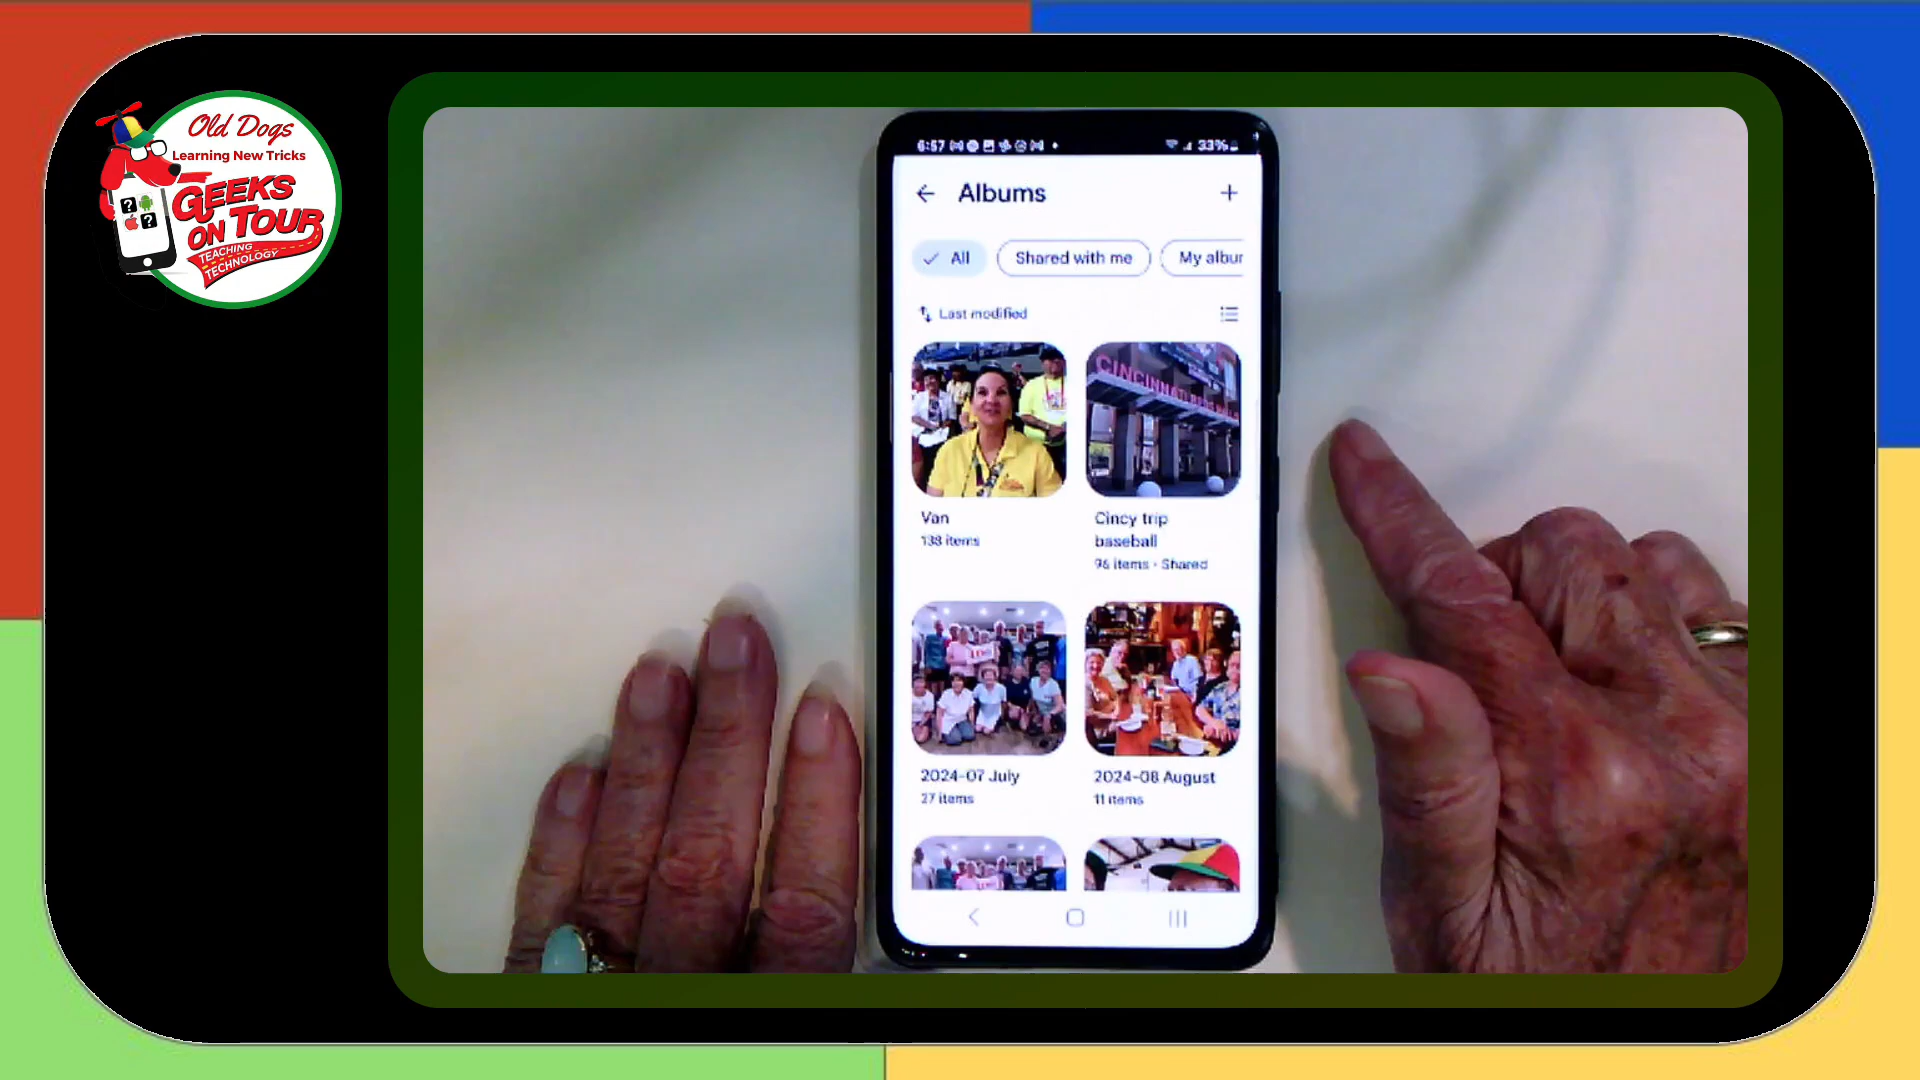 Old Dogs
Learning New Tricks
GEEKS
ON TOUR
TEACHING
TECHNOLOGY
? 
?
6:57
33%
Albums
All
Shared with me
My albur
Last modified
CINCINNATI
Van
138 items
Cincy trip
baseball
96 items · Shared
2024-07 July
27 items
2024-08 August
11 items